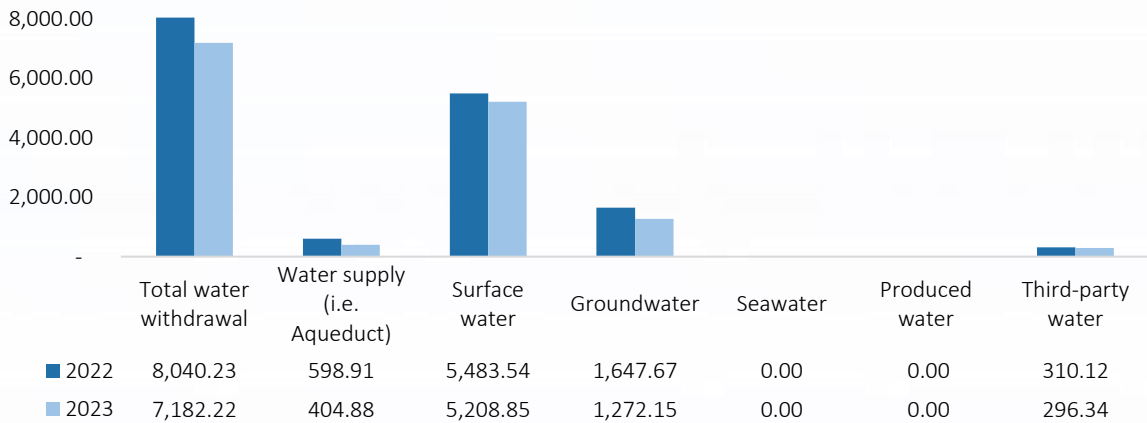 8,000.00
6,000.00
4,000.00
2,000.00
-
Total water
withdrawal
Water supply
(i.e.
Aqueduct)
Surface
water
Groundwater
Seawater
Produced
water
Third-party
water
2022 8,040.23 598.91 5,483.54 1,647.67 0.00 0.00 310.12
2023 7,182.22 404.88 5,208.85 1,272.15 0.00 0.00 296.34